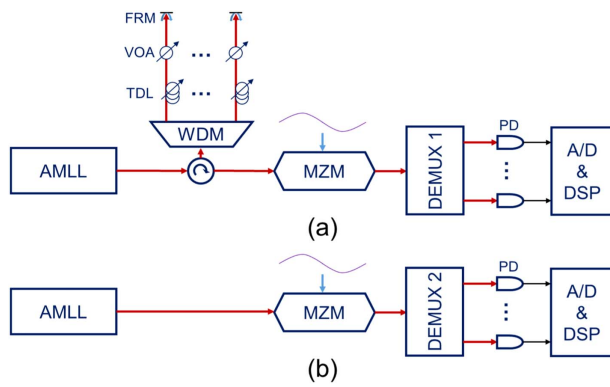 FRM
VOA
...
TDL
...
WDM
AMLL
MZM
DEMUX 1
PD
...
A/D
&
DSP
(a)
AMLL
MZM
DEMUX 2
PD
...
A/D
&
DSP
(b)